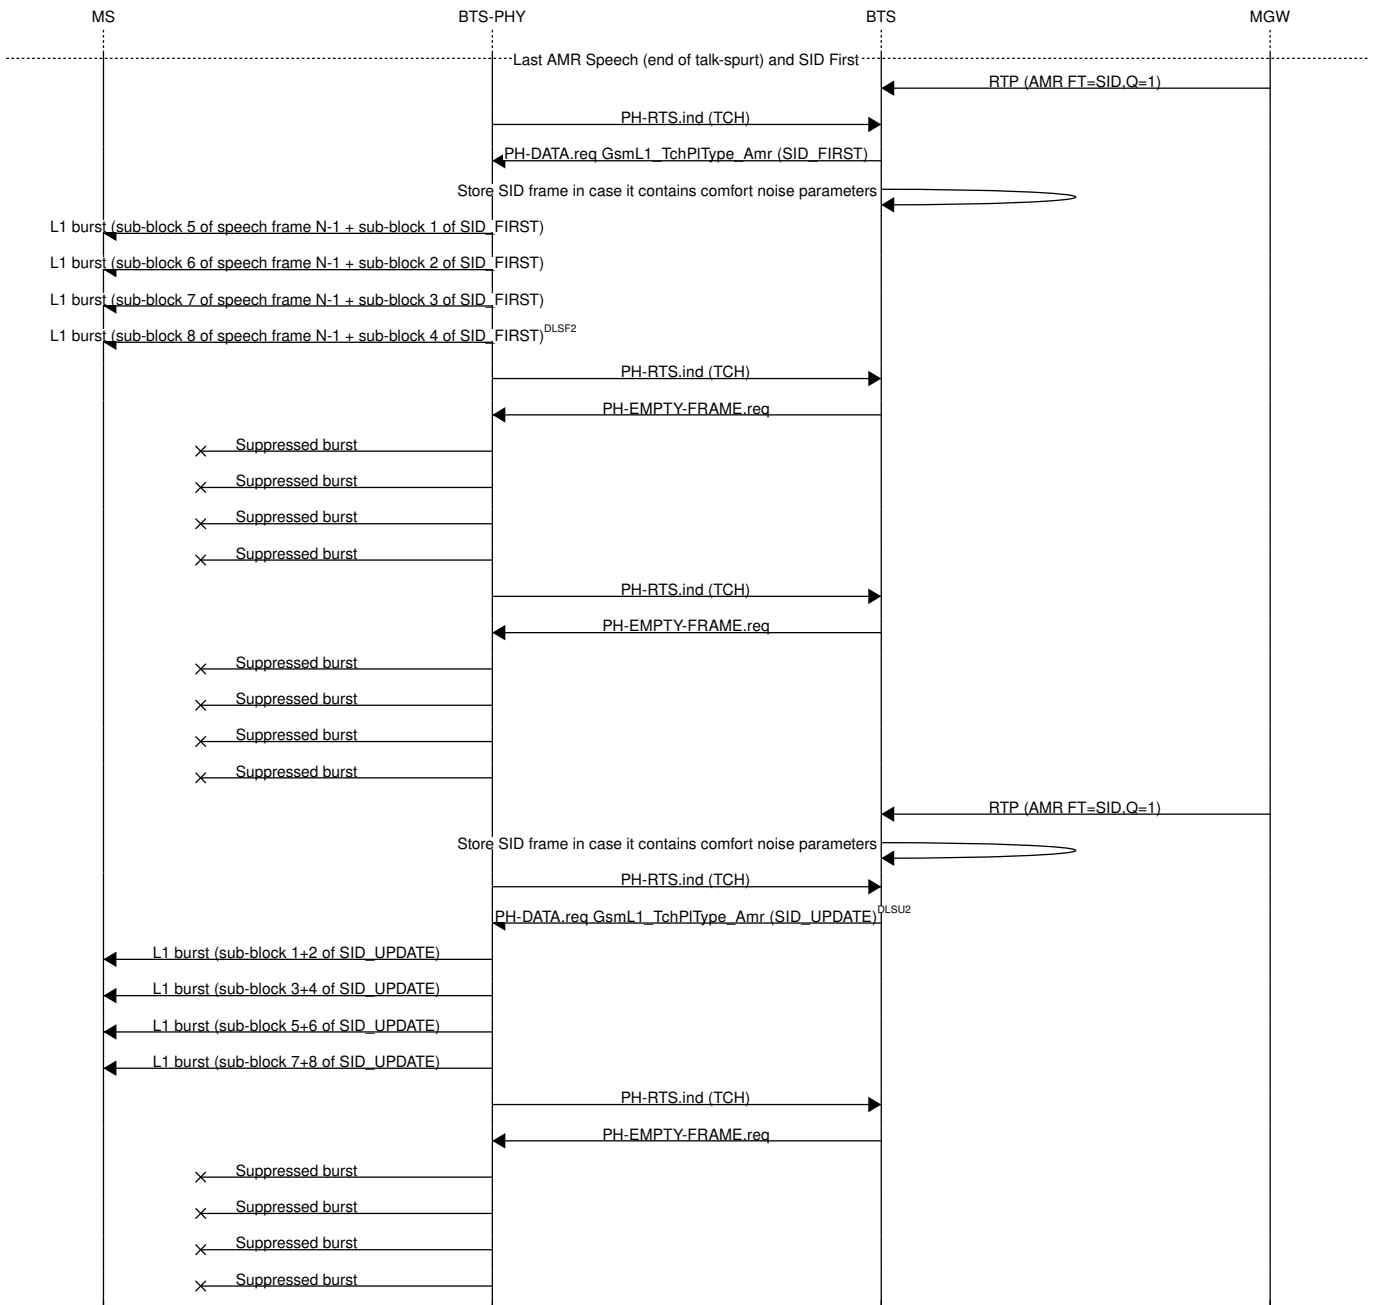 MS BTS-PHY BTS MGW
Last AMR Speech (end of talk-spurt) and SID First
RTP (AMR FT=SID,Q=1)
PH-RTS.ind (TCH)
PH-DATA.req GsmL1_TchPlType_Amr (SID_FIRST)
Store SID frame in case it contains comfort noise parameters
L1 burst (sub-block 5 of speech frame N-1 + sub-block 1 of SID_FIRST)
L1 burst (sub-block 6 of speech frame N-1 + sub-block 2 of SID_FIRST)
L1 burst (sub-block 7 of speech frame N-1 + sub-block 3 of SID_FIRST)
L1 burst (sub-block 8 of speech frame N-1 + sub-block 4 of SID_FIRST) DLSF2
PH-RTS.ind (TCH)
PH-EMPTY-FRAME.req
Suppressed burst
Suppressed burst
Suppressed burst
Suppressed burst
PH-RTS.ind (TCH)
PH-EMPTY-FRAME.req
Suppressed burst
Suppressed burst
Suppressed burst
Suppressed burst
RTP (AMR FT=SID,Q=1)
Store SID frame in case it contains comfort noise parameters
PH-RTS.ind (TCH)
PH-DATA.req GsmL1_TchPlType_Amr (SID_UPDATE) DLSU2
L1 burst (sub-block 1+2 of SID_UPDATE)
L1 burst (sub-block 3+4 of SID_UPDATE)
L1 burst (sub-block 5+6 of SID_UPDATE)
L1 burst (sub-block 7+8 of SID_UPDATE)
PH-RTS.ind (TCH)
PH-EMPTY-FRAME.req
Suppressed burst
Suppressed burst
Suppressed burst
Suppressed burst